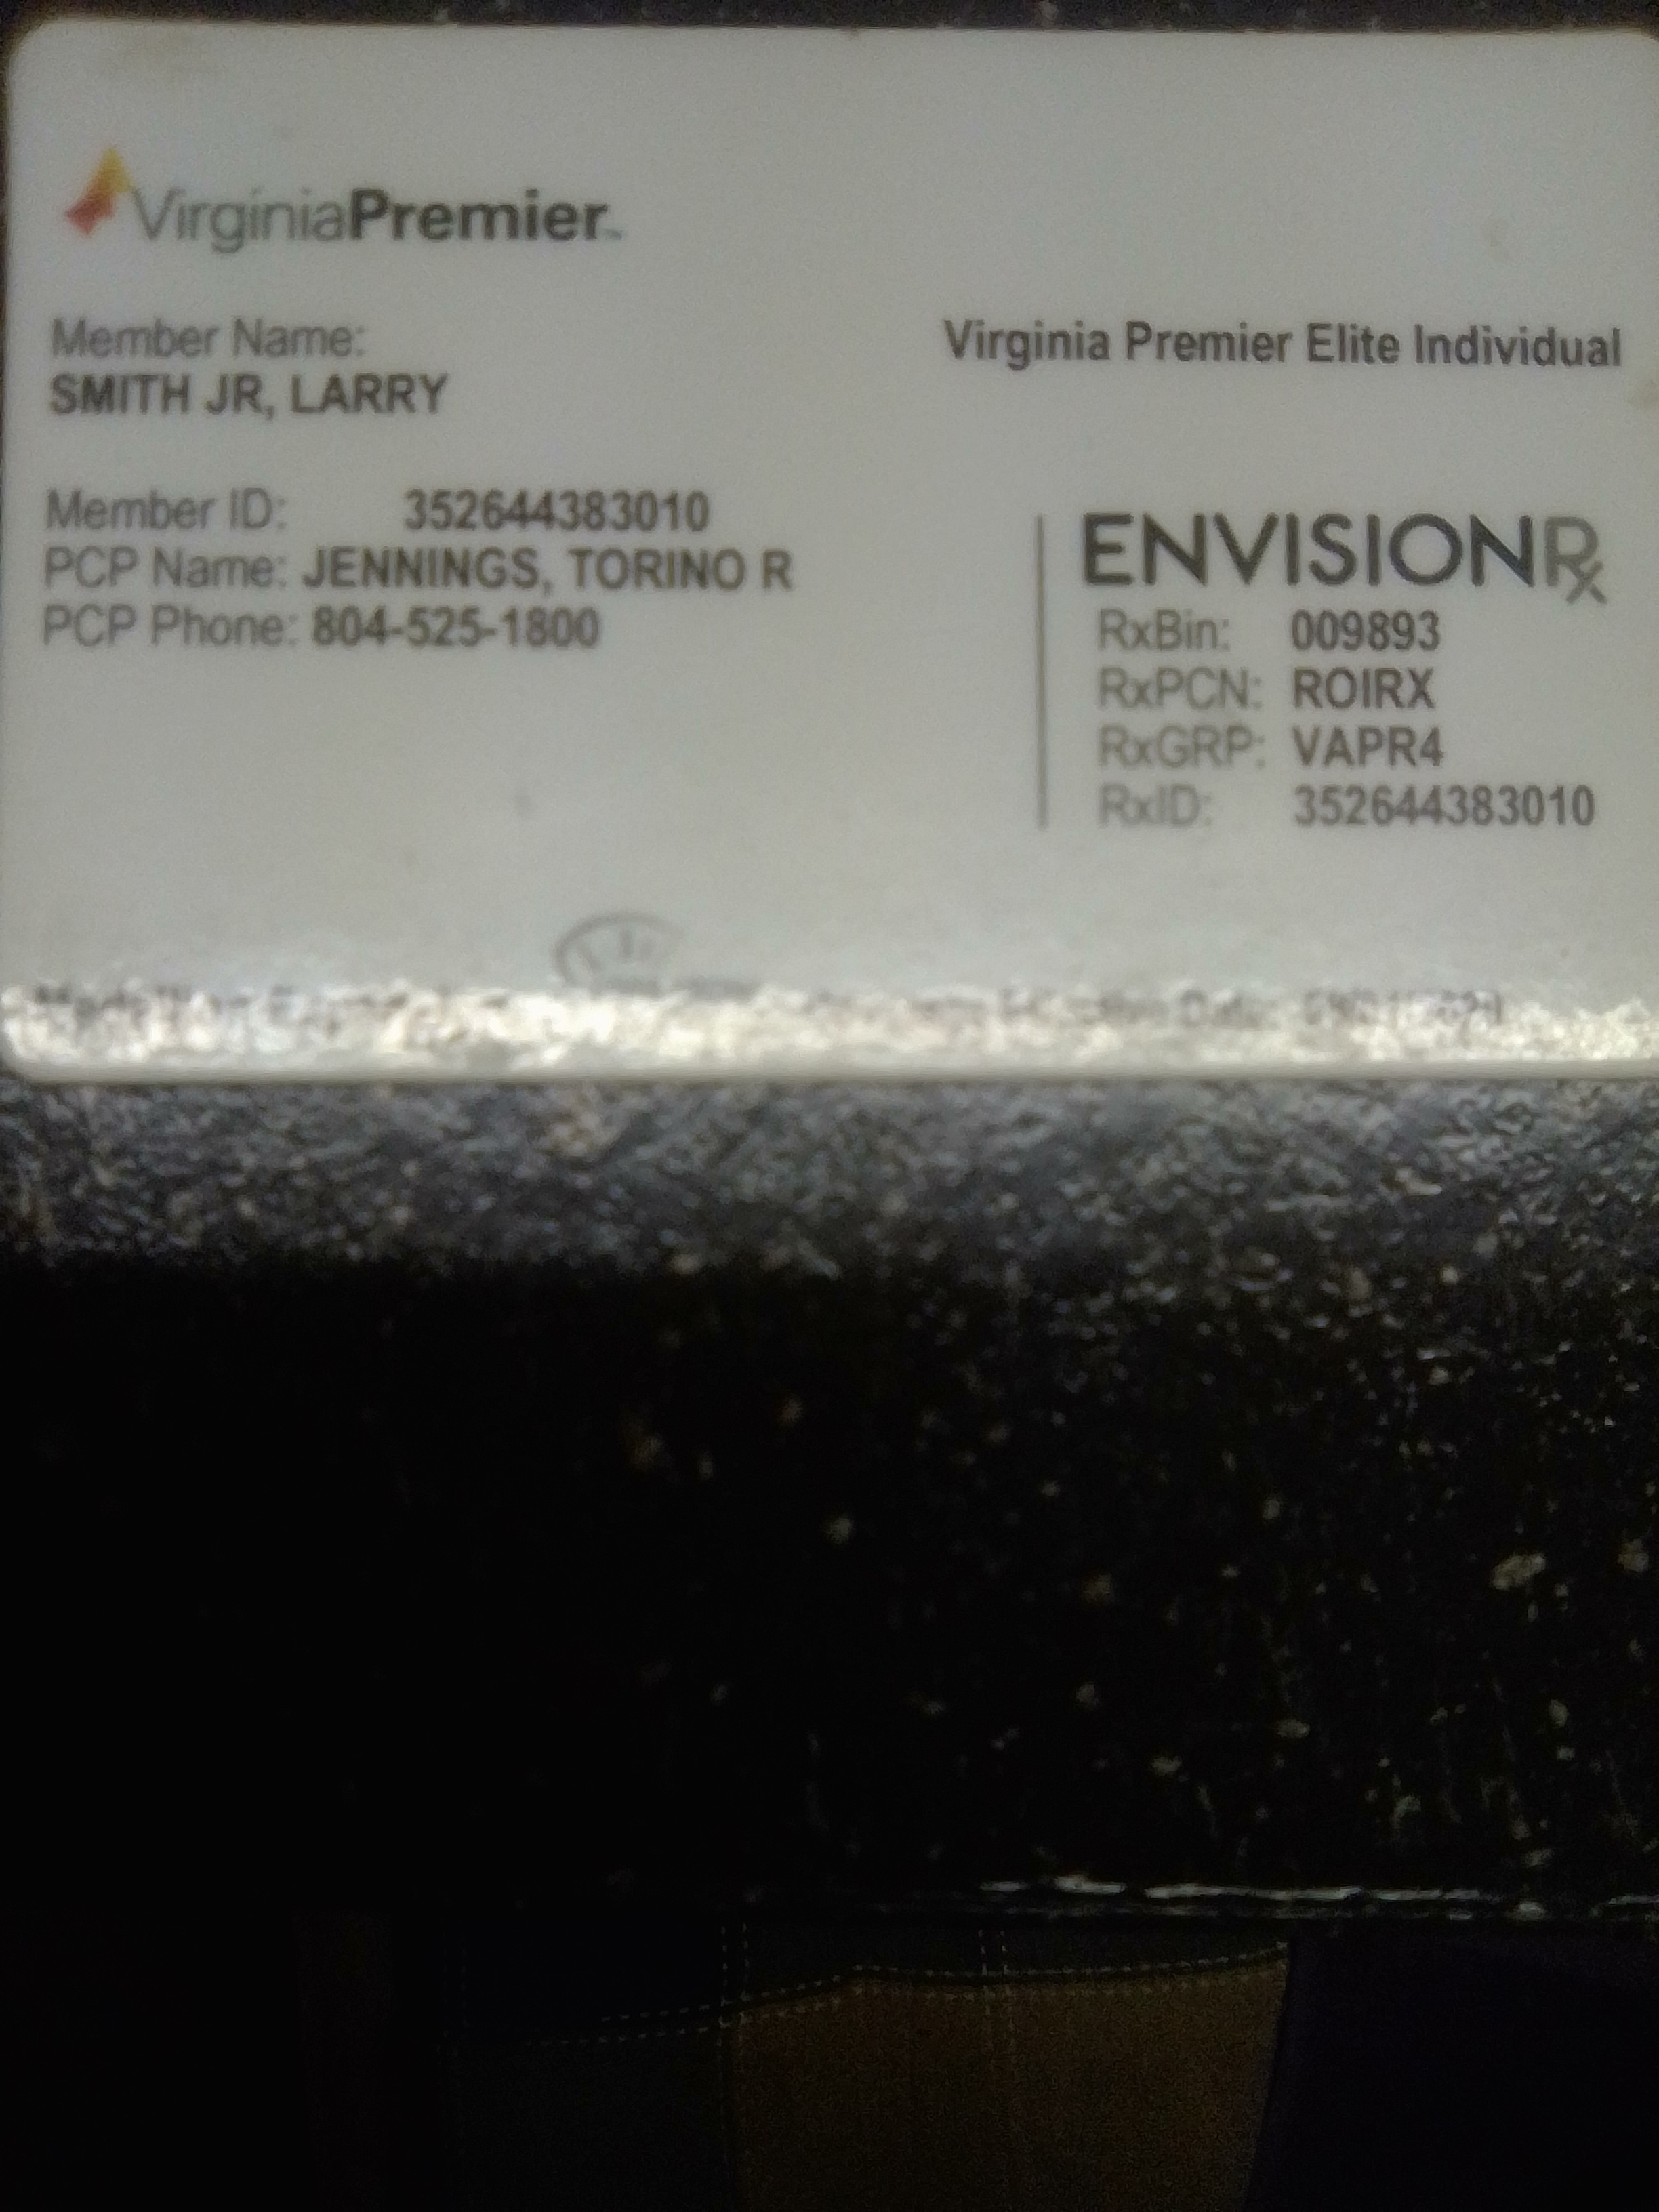 VirginiaPremier
Member Name:
SMITH JR, LARRY
Virginia Premier Elite Individual
Member ID: 352644383010
PCP Name: JENNINGS, TORINO R
PCP Phone: 804-525-1800
ENVISIONRx
RxBin: 009893
RxPCN: ROIRX
RxGRP: VAPR4
RxID: 352644383010